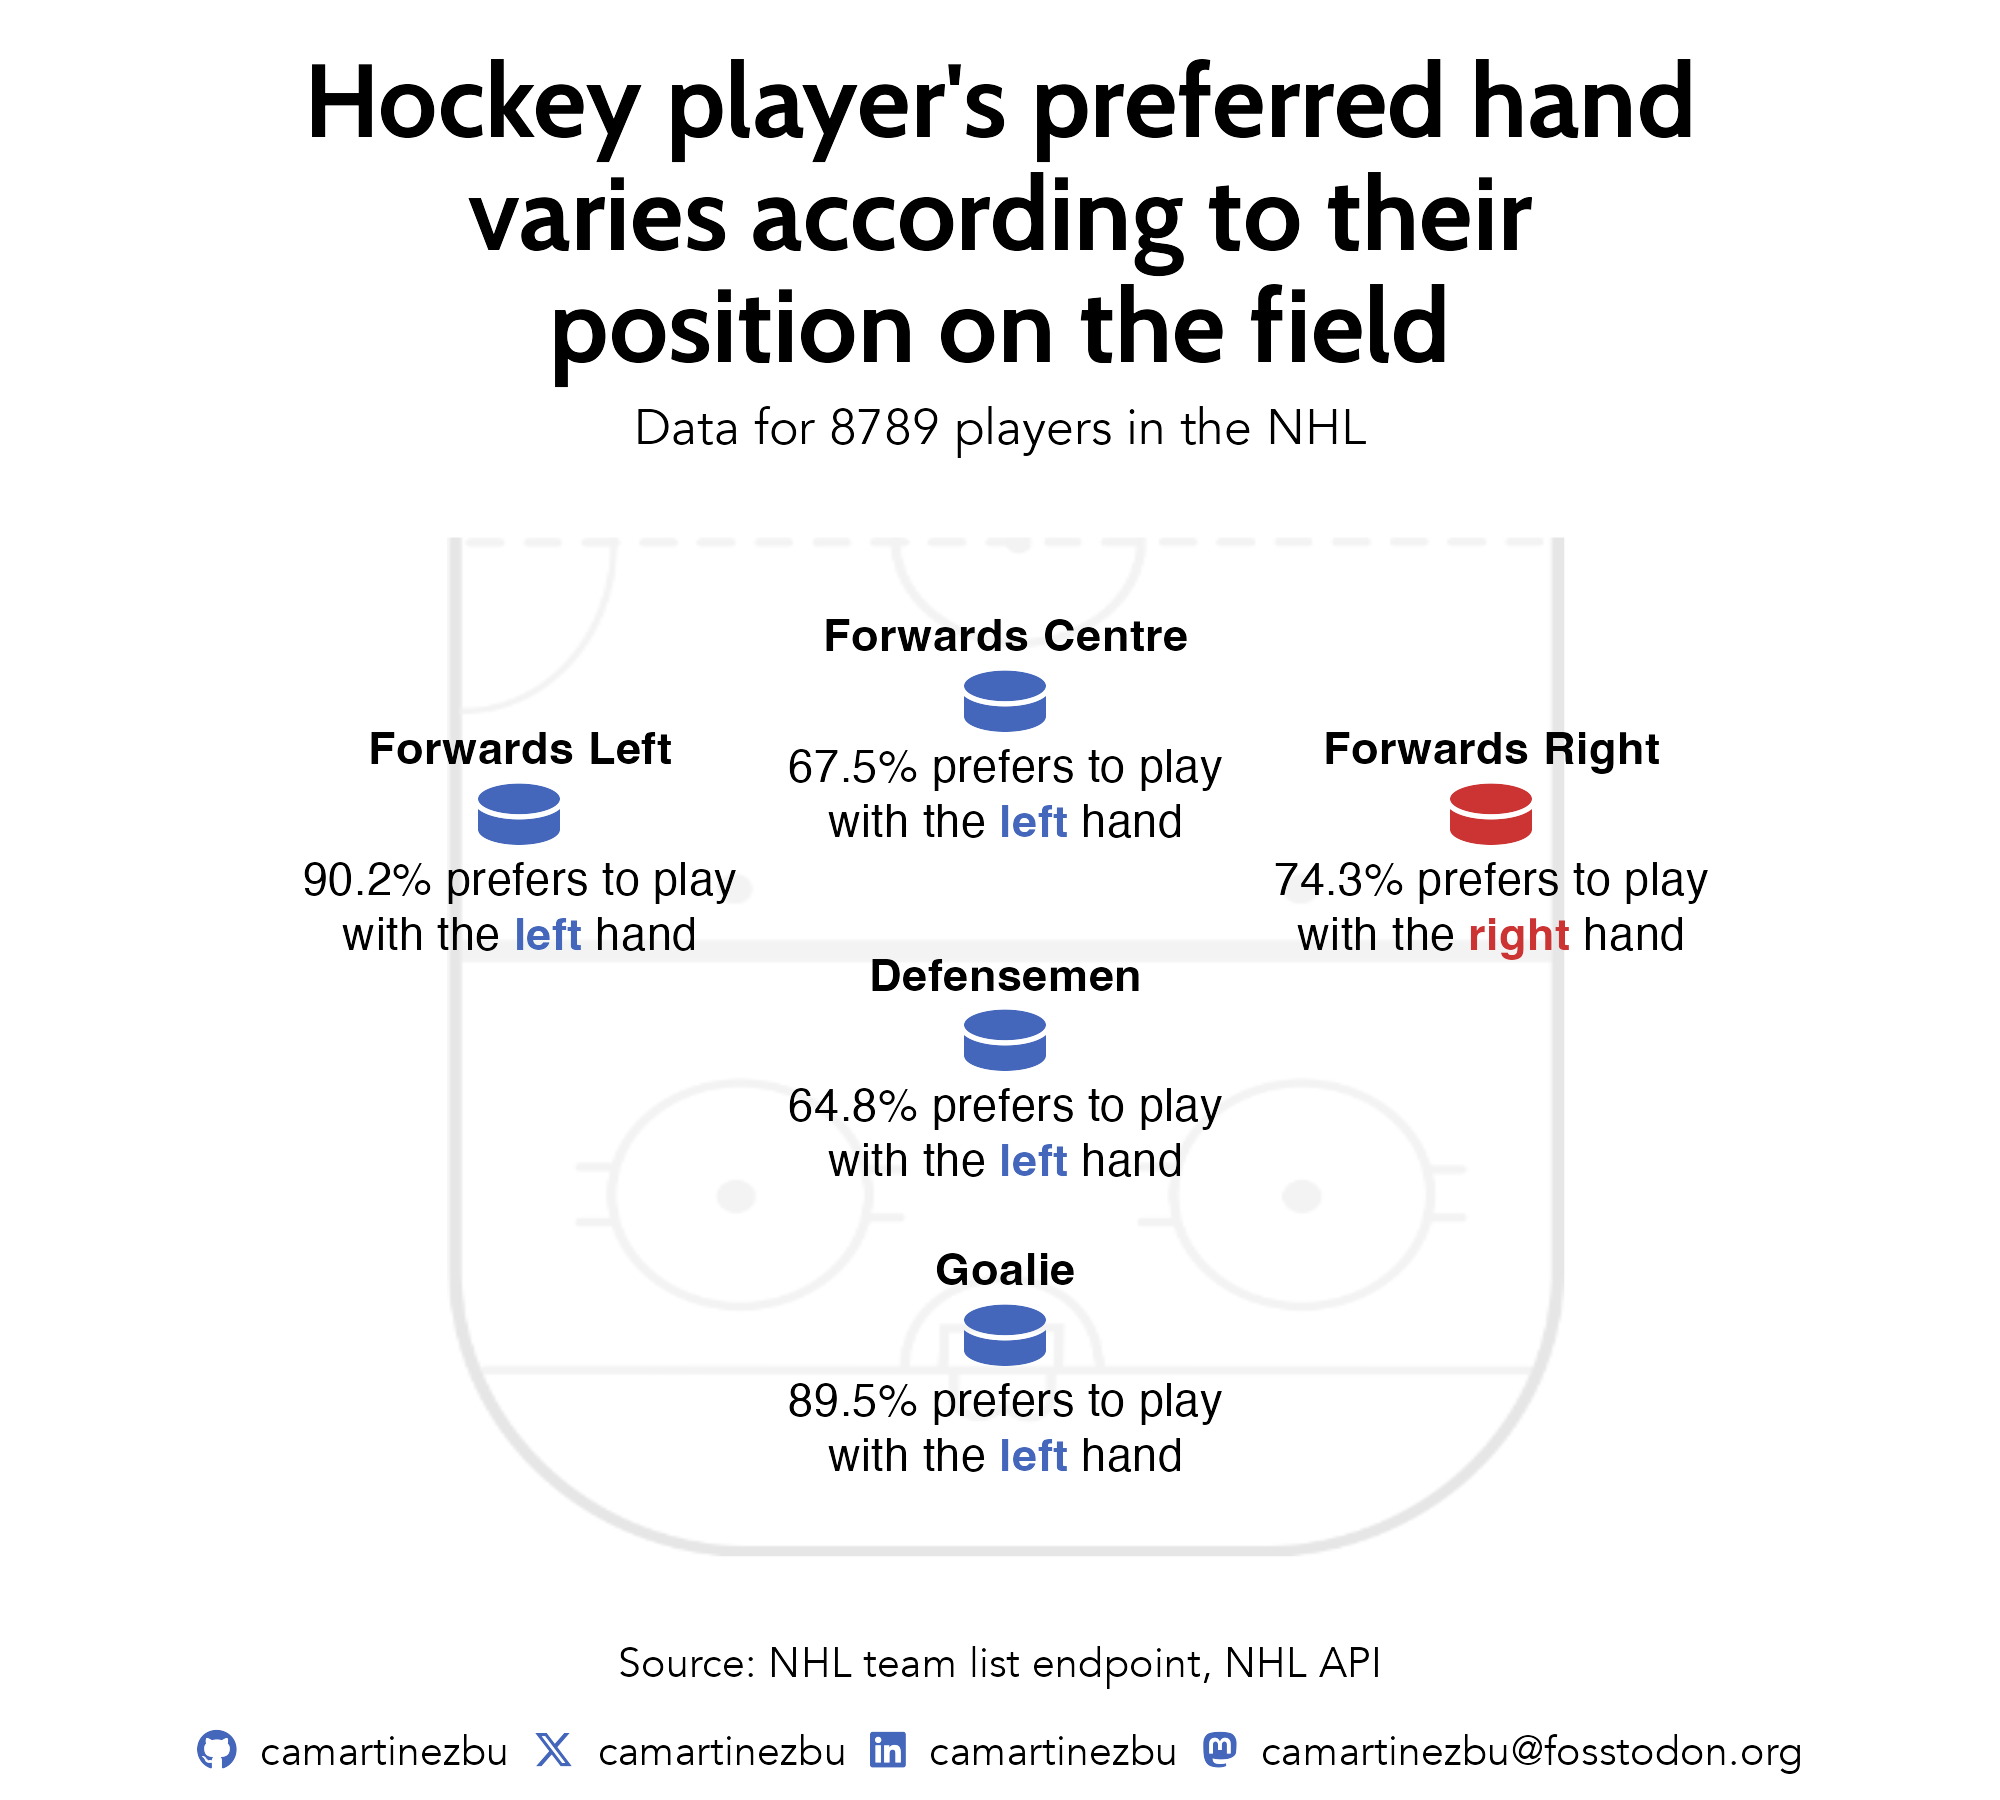 Hockey player's preferred hand
varies according to their
position on the field
Data for 8789 players in the NHL
Forwards Centre
67.5% prefers to play
with the left hand
Forwards Left
90.2% prefers to play
with the left hand
Forwards Right
74.3% prefers to play
with the right hand
Defensemen
64.8% prefers to play
with the left hand
Goalie
89.5% prefers to play
with the left hand
Source: NHL team list endpoint, NHL API
camartinezbu camartinezbu camartinezbu camartinezbu@fosstodon.org